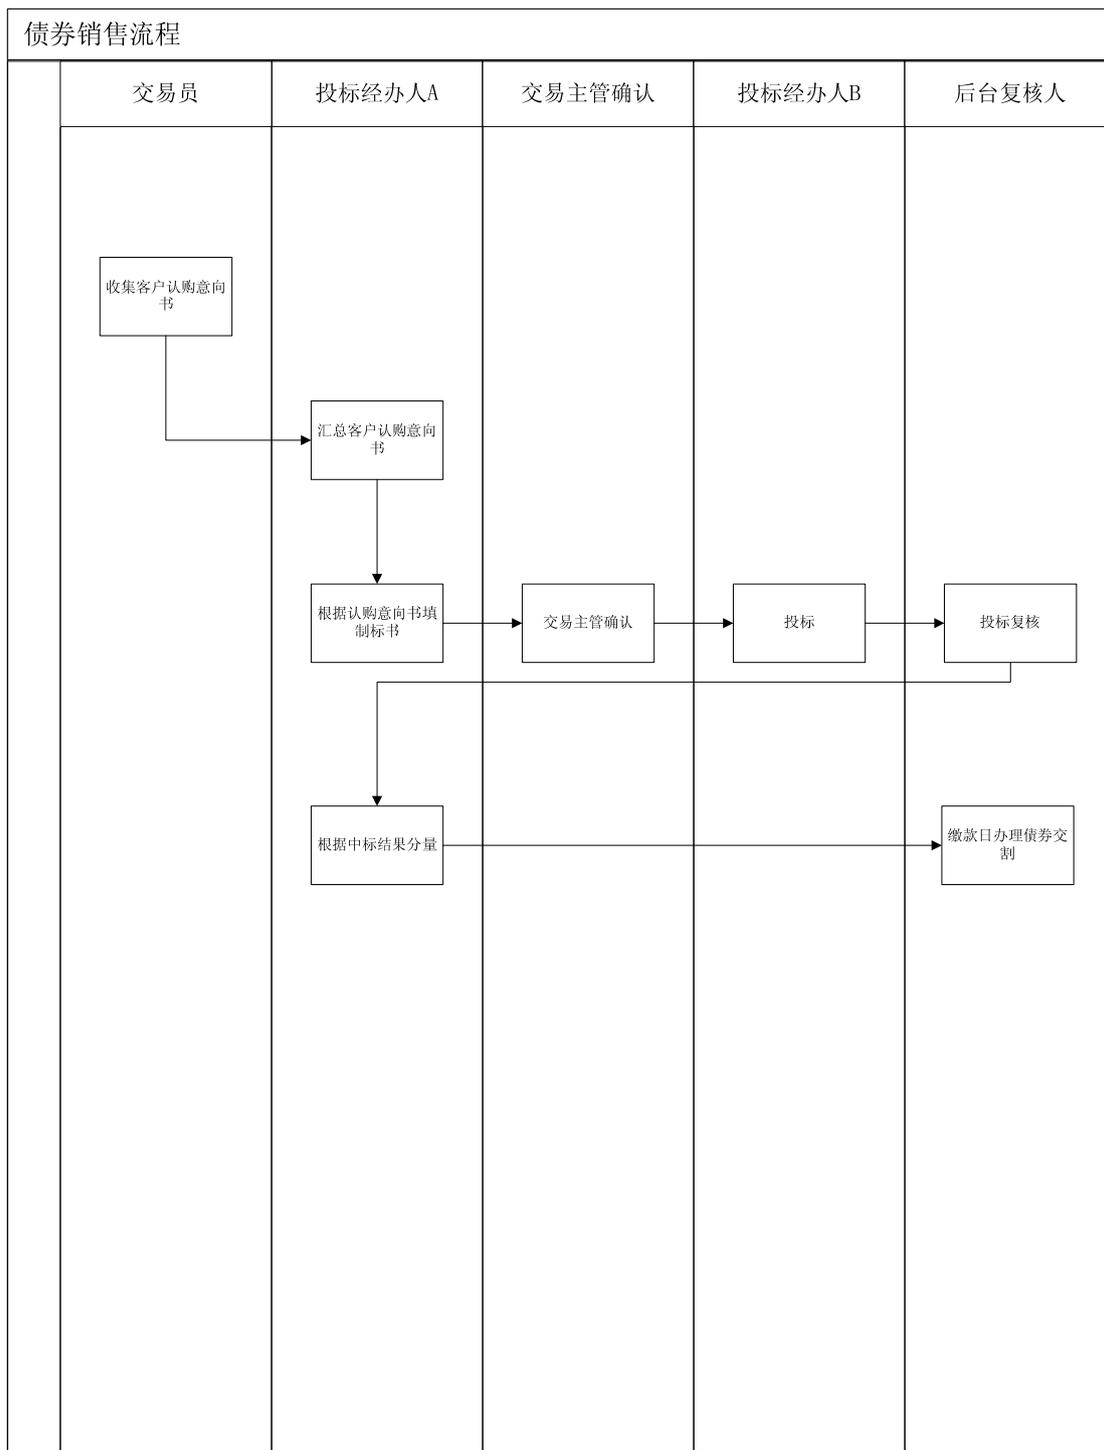 债券销售流程
交易员
投标经办人A
交易主管确认
投标经办人B
后台复核人
收集客户认购意向
书
汇总客户认购意向
书
根据认购意向书填
制标书
交易主管确认
投标
投标复核
根据中标结果分量
缴款日办理债券交
割